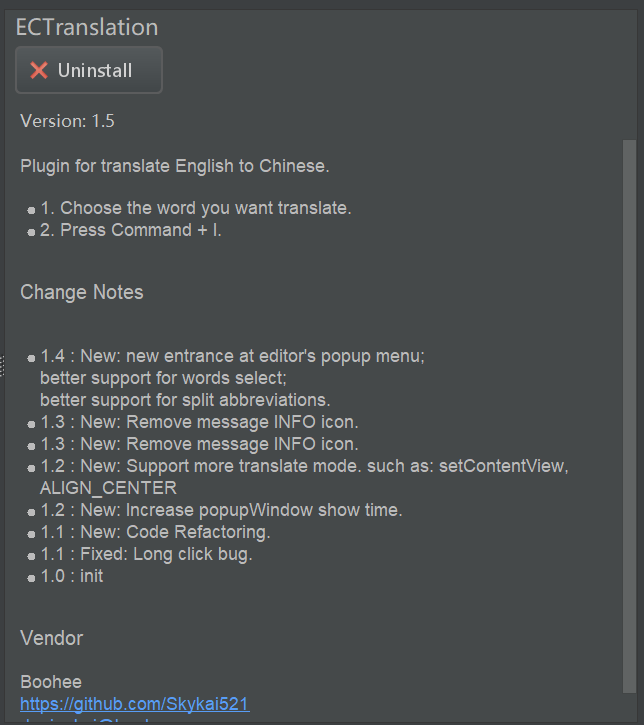 ECTranslation
Uninstall
Version: 1.5
Plugin for translate English to Chinese.
1. Choose the word you want translate.
2. Press Command + I.
Change Notes
1.4 : New: new entrance at editor's popup menu;
better support for words select;
better support for split abbreviations.
1.3 : New: Remove message INFO icon.
1.3 : New: Remove message INFO icon.
1.2 : New: Support more translate mode. such as: setContentView,
ALIGN_CENTER
1.2 : New: Increase popupWindow show time.
1.1 : New: Code Refactoring.
1.1 : Fixed: Long click bug.
1.0 : init
Vendor
Boohee
https://github.com/Skykai521